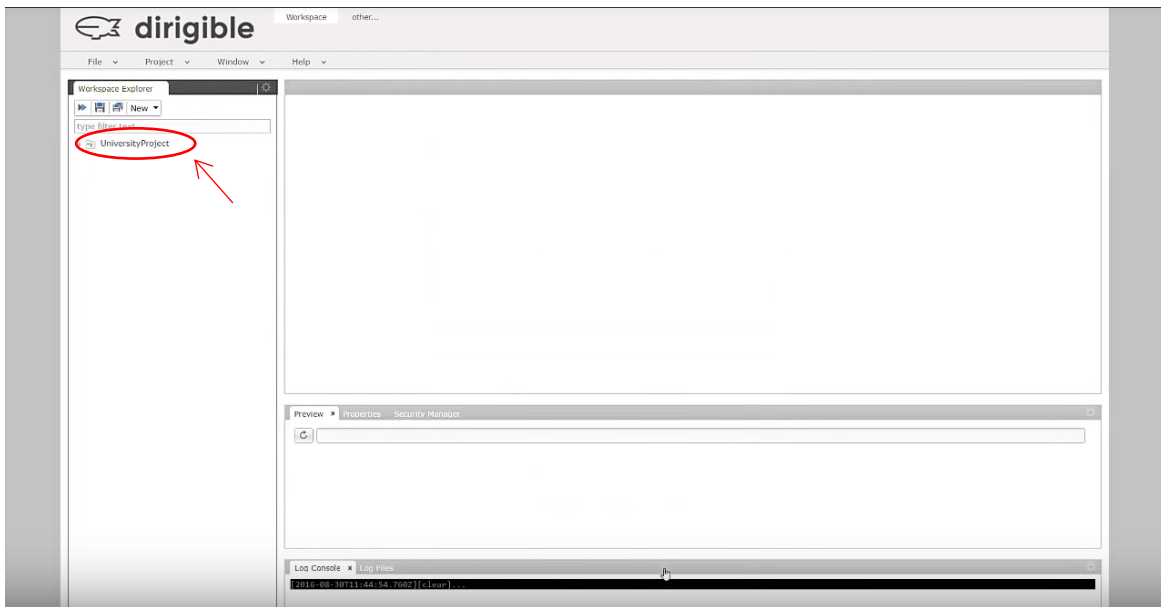 dirigible
Workspace other...
File Project Window Help
Workspace Explorer
New
type filter text
UniversityProject
Preview Properties Security Manager
Log Console Log Files
[2016-08-30T11:44:54.760Z][clear]...